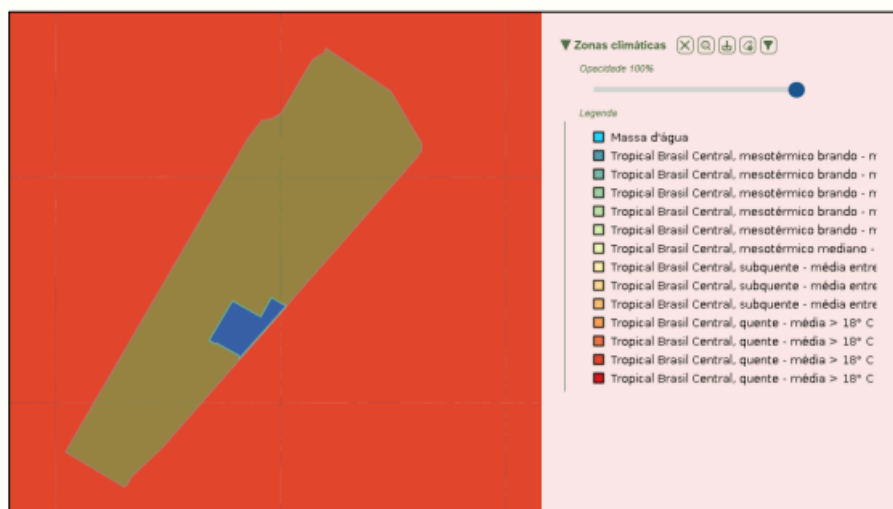 ▼ Zonas climáticas
Opacidade 100%
Legenda
Massa d'água
Tropical Brasil Central, mesotérmico brando - m
Tropical Brasil Central, mesotérmico brando - m
Tropical Brasil Central, mesotérmico brando - m
Tropical Brasil Central, mesotérmico brando - m
Tropical Brasil Central, mesotérmico brando - m
Tropical Brasil Central, mesotérmico mediano -
Tropical Brasil Central, subquente - média entre
Tropical Brasil Central, subquente - média entre
Tropical Brasil Central, subquente - média entre
Tropical Brasil Central, quente - média > 18° C
Tropical Brasil Central, quente - média > 18° C
Tropical Brasil Central, quente - média > 18° C
Tropical Brasil Central, quente - média > 18° C